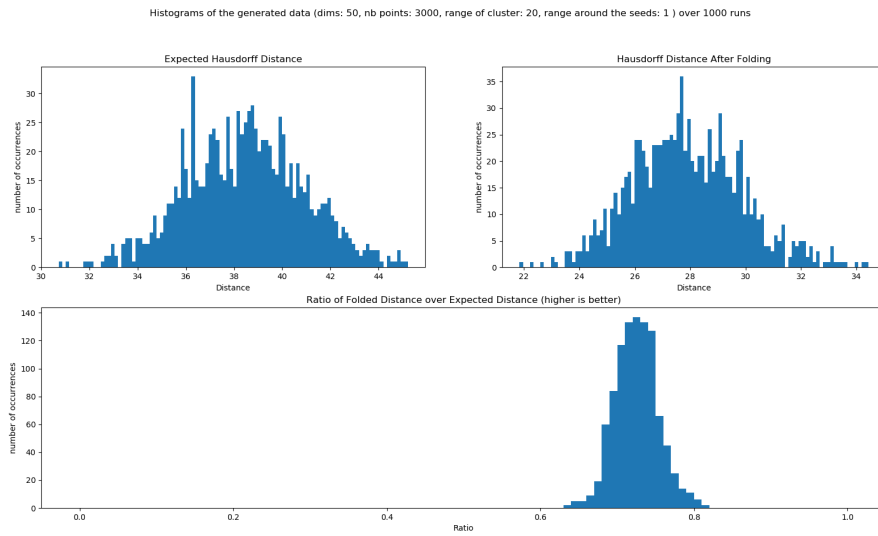 Histograms of the generated data (dims: 50, nb points: 3000, range of cluster: 20, range around the seeds: 1 ) over 1000 runs
Expected Hausdorff Distance
number of occurrences
30
25
20
15
10
5
0
30 32 34 36 38 40 42 44
Distance
Hausdorff Distance After Folding
number of occurrences
35
30
25
20
15
10
5
0
22 24 26 28 30 32 34
Distance
Ratio of Folded Distance over Expected Distance (higher is better)
number of occurrences
140
120
100
80
60
40
20
0
0.0 0.2 0.4 0.6 0.8 1.0
Ratio